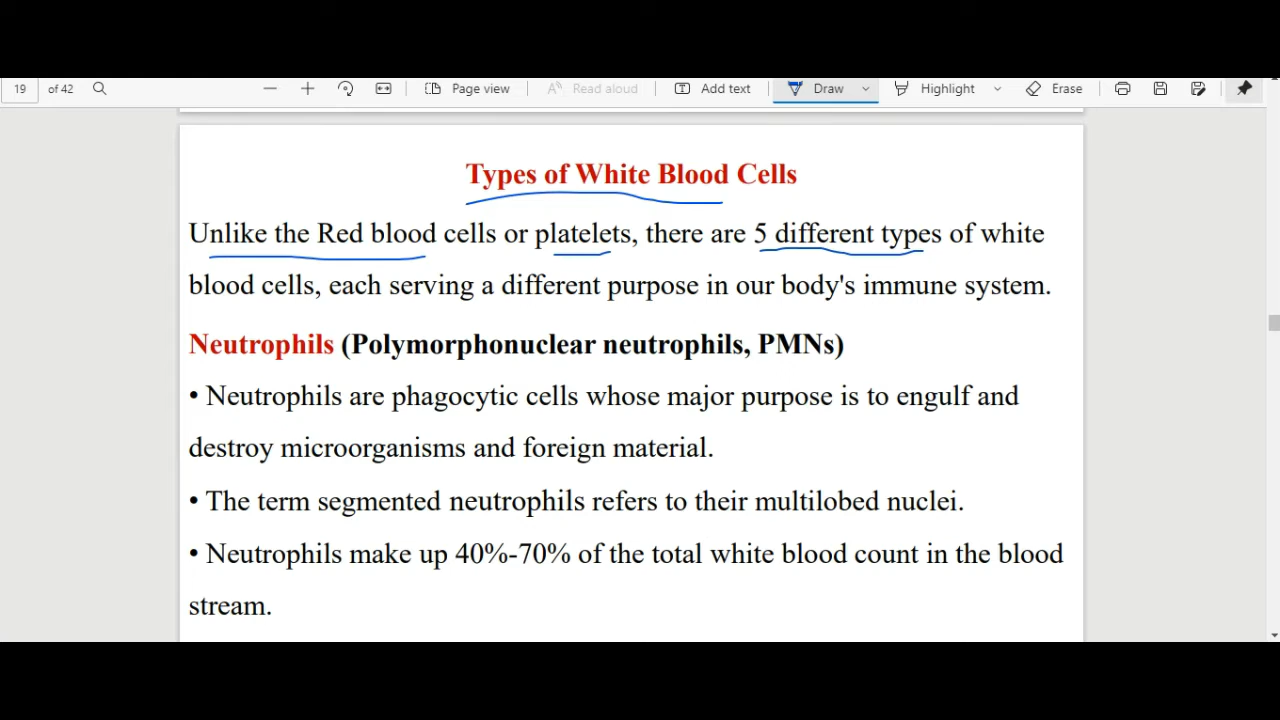 19 of 42 Page view Read aloud Add text Draw Highlight Erase
Types of White Blood Cells
Unlike the Red blood cells or platelets, there are 5 different types of white
blood cells, each serving a different purpose in our body's immune system.
Neutrophils (Polymorphonuclear neutrophils, PMNs)
• Neutrophils are phagocytic cells whose major purpose is to engulf and
destroy microorganisms and foreign material.
• The term segmented neutrophils refers to their multilobed nuclei.
• Neutrophils make up 40%-70% of the total white blood count in the blood
stream.